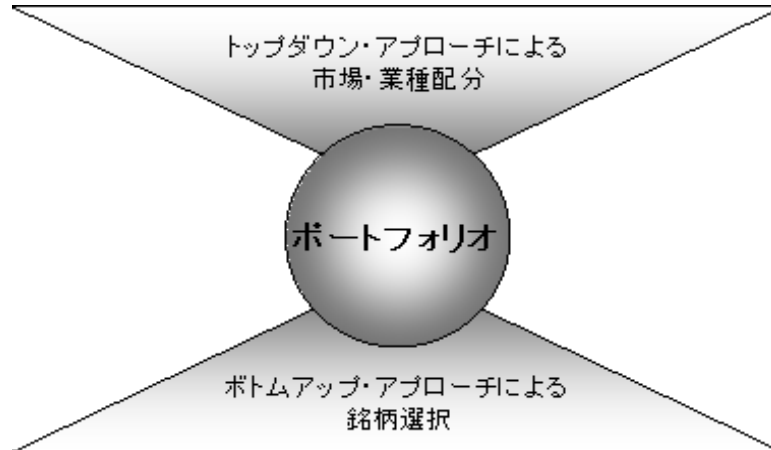 トップダウン・アプローチによる
市場・業種配分
ポートフォリオ
ボトムアップ・アプローチによる
銘柄選択